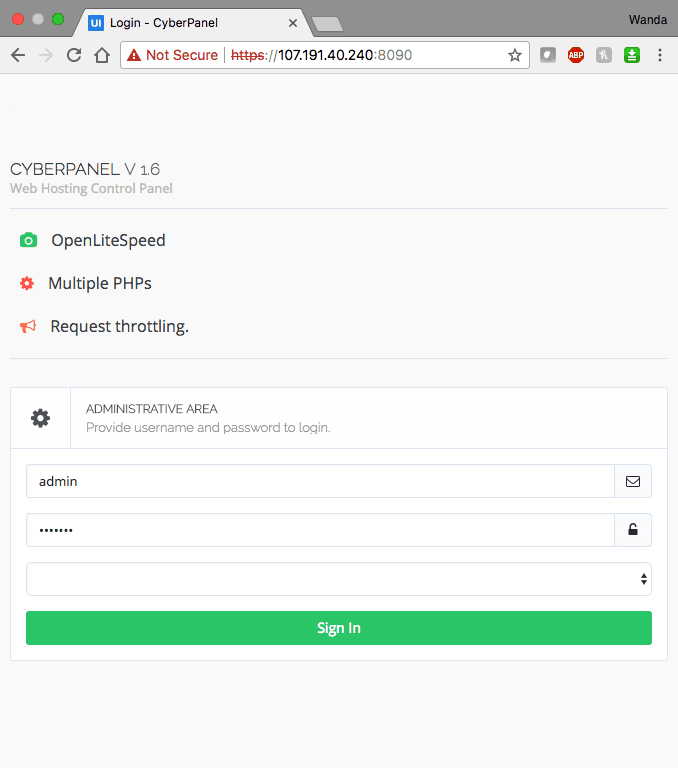 Login - CyberPanel
Wanda
Not Secure https://107.191.40.240:8090
ABP
CYBERPANEL V 1.6
Web Hosting Control Panel
OpenLiteSpeed
Multiple PHPs
Request throttling.
ADMINISTRATIVE AREA
Provide username and password to login.
admin
•••••••
Sign In